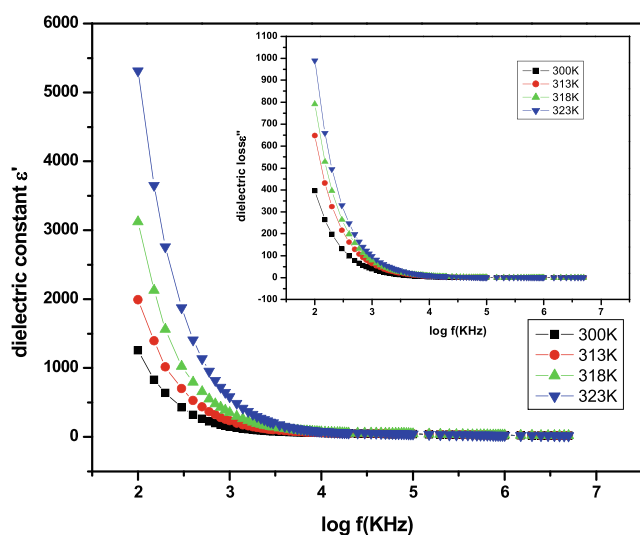 6000
5000
4000
3000
2000
1000
0
dielectric constant ε'
2 3 4 5 6 7
log f(KHz)
300K
313K
318K
323K
1100
1000
900
800
700
600
500
400
300
200
100
0
-100
dielectric lossε"
2 3 4 5 6 7
log f(KHz)
300K
313K
318K
323K